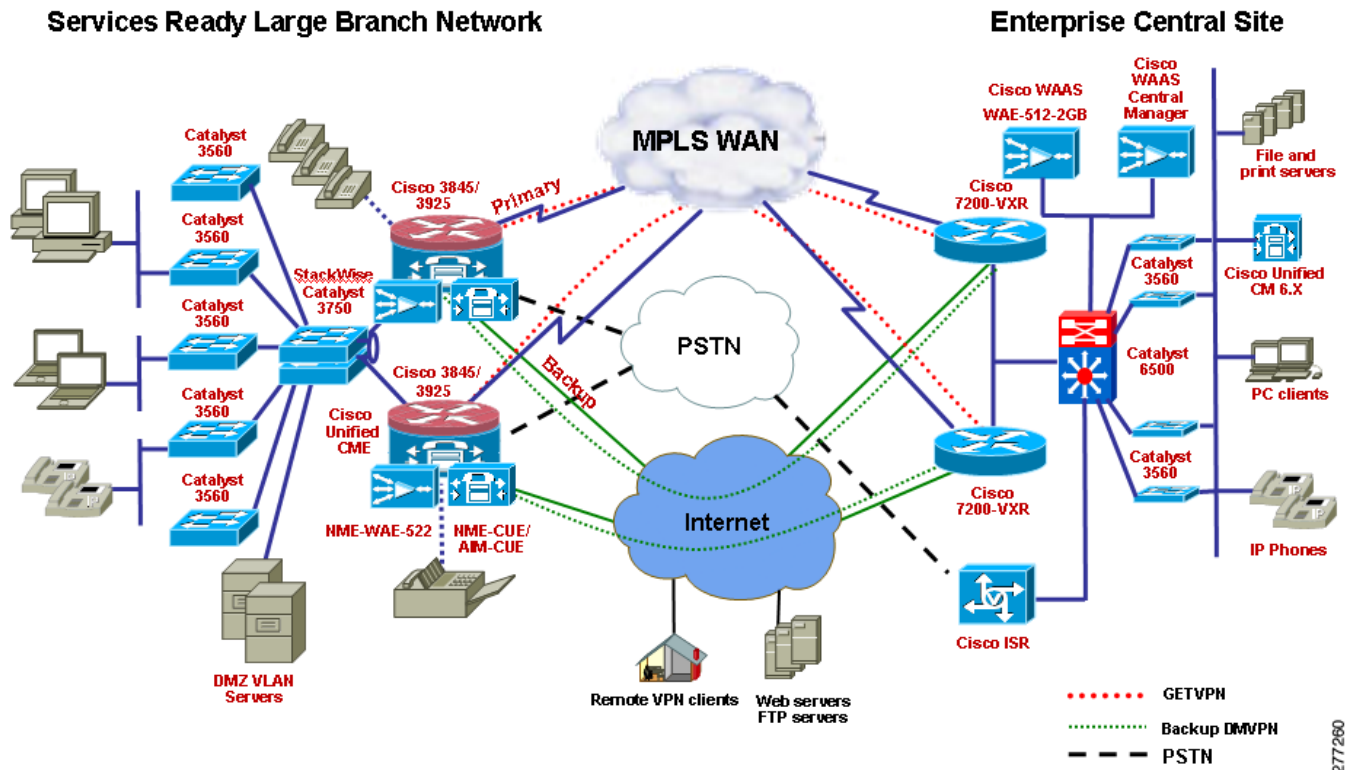 Services Ready Large Branch Network
Enterprise Central Site
Catalyst
3560
Catalyst
3560
Catalyst
3560
Catalyst
3560
Catalyst
3560
StackWise
Catalyst
3750
Cisco 3845/
3925
Primary
MPLS WAN
Cisco 3845/
3925
Cisco
Unified
CME
Backup
PSTN
NME-WAE-522
NME-CUE/
AIM-CUE
DMZ VLAN
Servers
IP
IP
Internet
Remote VPN clients
Web servers
FTP servers
Cisco WAAS
WAE-512-2GB
Cisco
WAAS
Central
Manager
Cisco
7200-VXR
Cisco
7200-VXR
Cisco ISR
V
Catalyst
3560
Catalyst
6500
Catalyst
3560
File and
print servers
Cisco Unified
CM 6.X
PC clients
IP
IP
IP Phones
GETVPN
Backup DMVPN
PSTN
277260